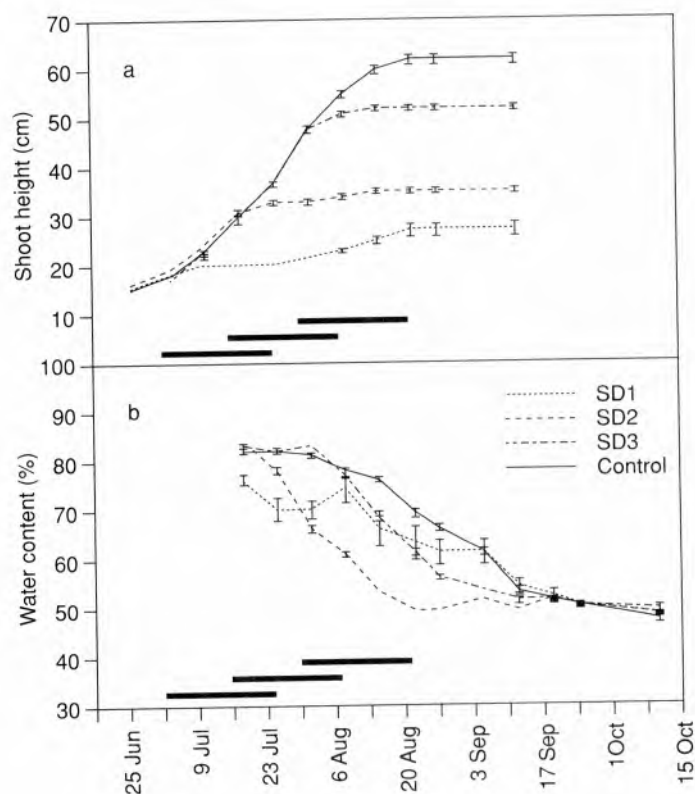 70
60
50
40
30
20
10
Shoot height (cm)
a
100
90
80
70
60
50
40
30
Water content (%)
b
SD1
SD2
SD3
Control
25 Jun
9 Jul
23 Jul
6 Aug
20 Aug
3 Sep
17 Sep
1 Oct
15 Oct